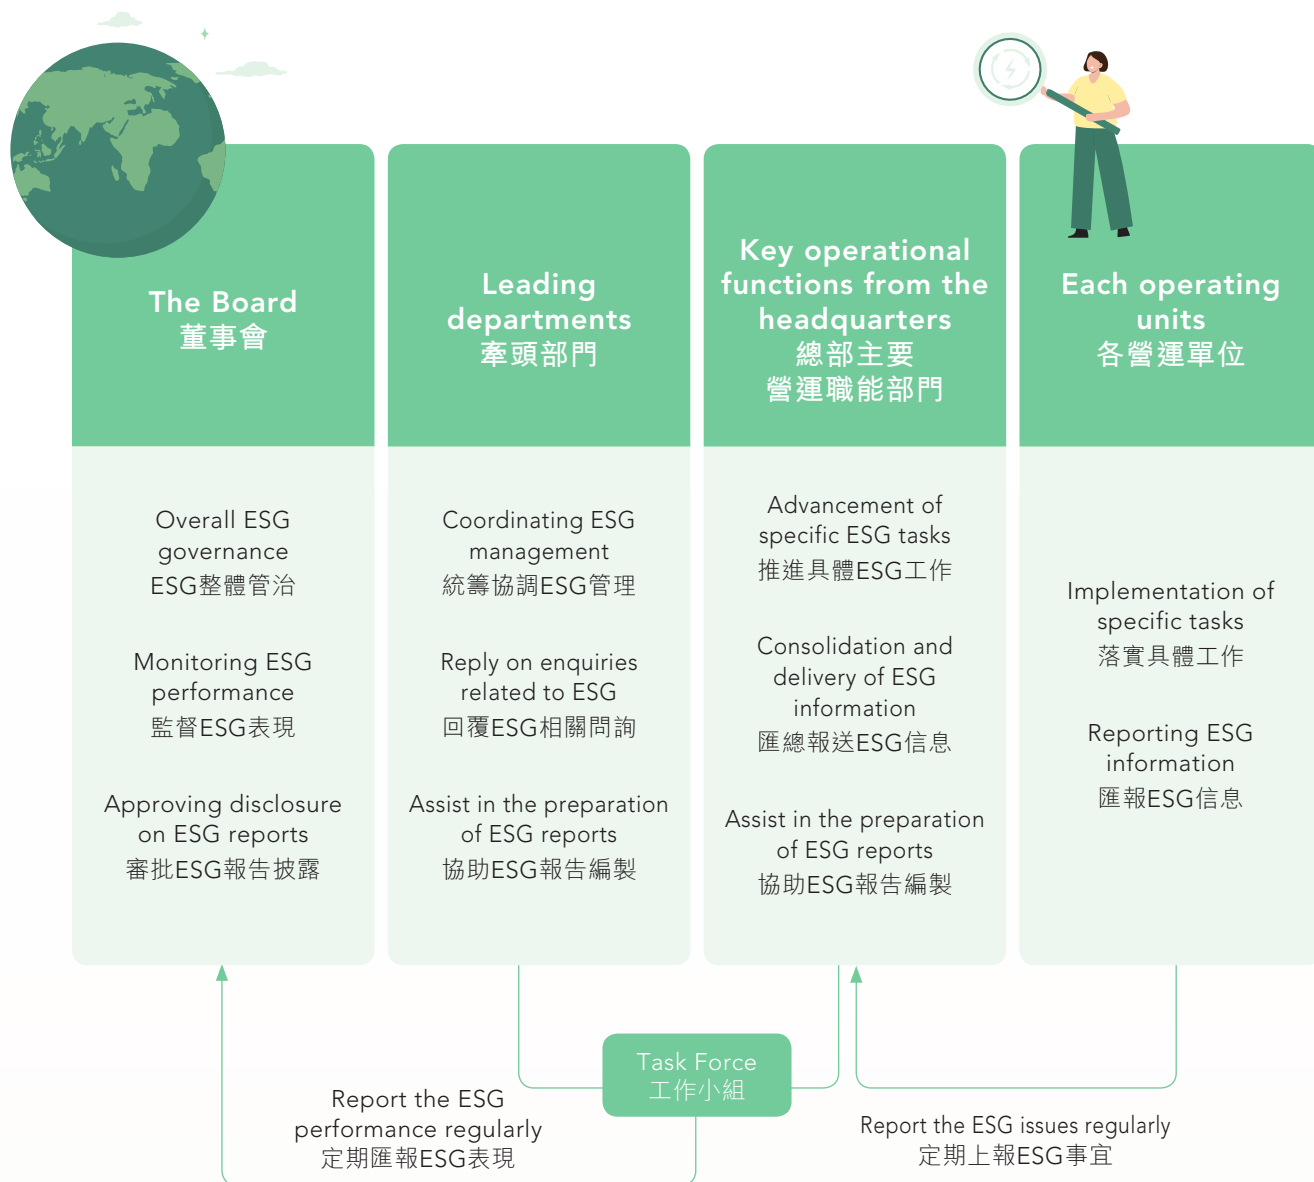 The Board
董事會
Overall ESG
governance
ESG整體管治
Monitoring ESG
performance
監督ESG表現
Approving disclosure
on ESG reports
審批ESG報告披露
Leading
departments
牽頭部門
Coordinating ESG
management
統籌協調ESG管理
Reply on enquiries
related to ESG
回覆ESG相關問詢
Assist in the preparation
of ESG reports
協助ESG報告編製
Key operational
functions from the
headquarters
總部主要
營運職能部門
Advancement of
specific ESG tasks
推進具體ESG工作
Consolidation and
delivery of ESG
information
匯總報送ESG信息
Assist in the preparation
of ESG reports
協助ESG報告編製
Each operating
units
各營運單位
Implementation of
specific tasks
落實具體工作
Reporting ESG
information
匯報ESG信息
Task Force
工作小組
Report the ESG
performance regularly
定期匯報ESG表現
Report the ESG issues regularly
定期上報ESG事宜